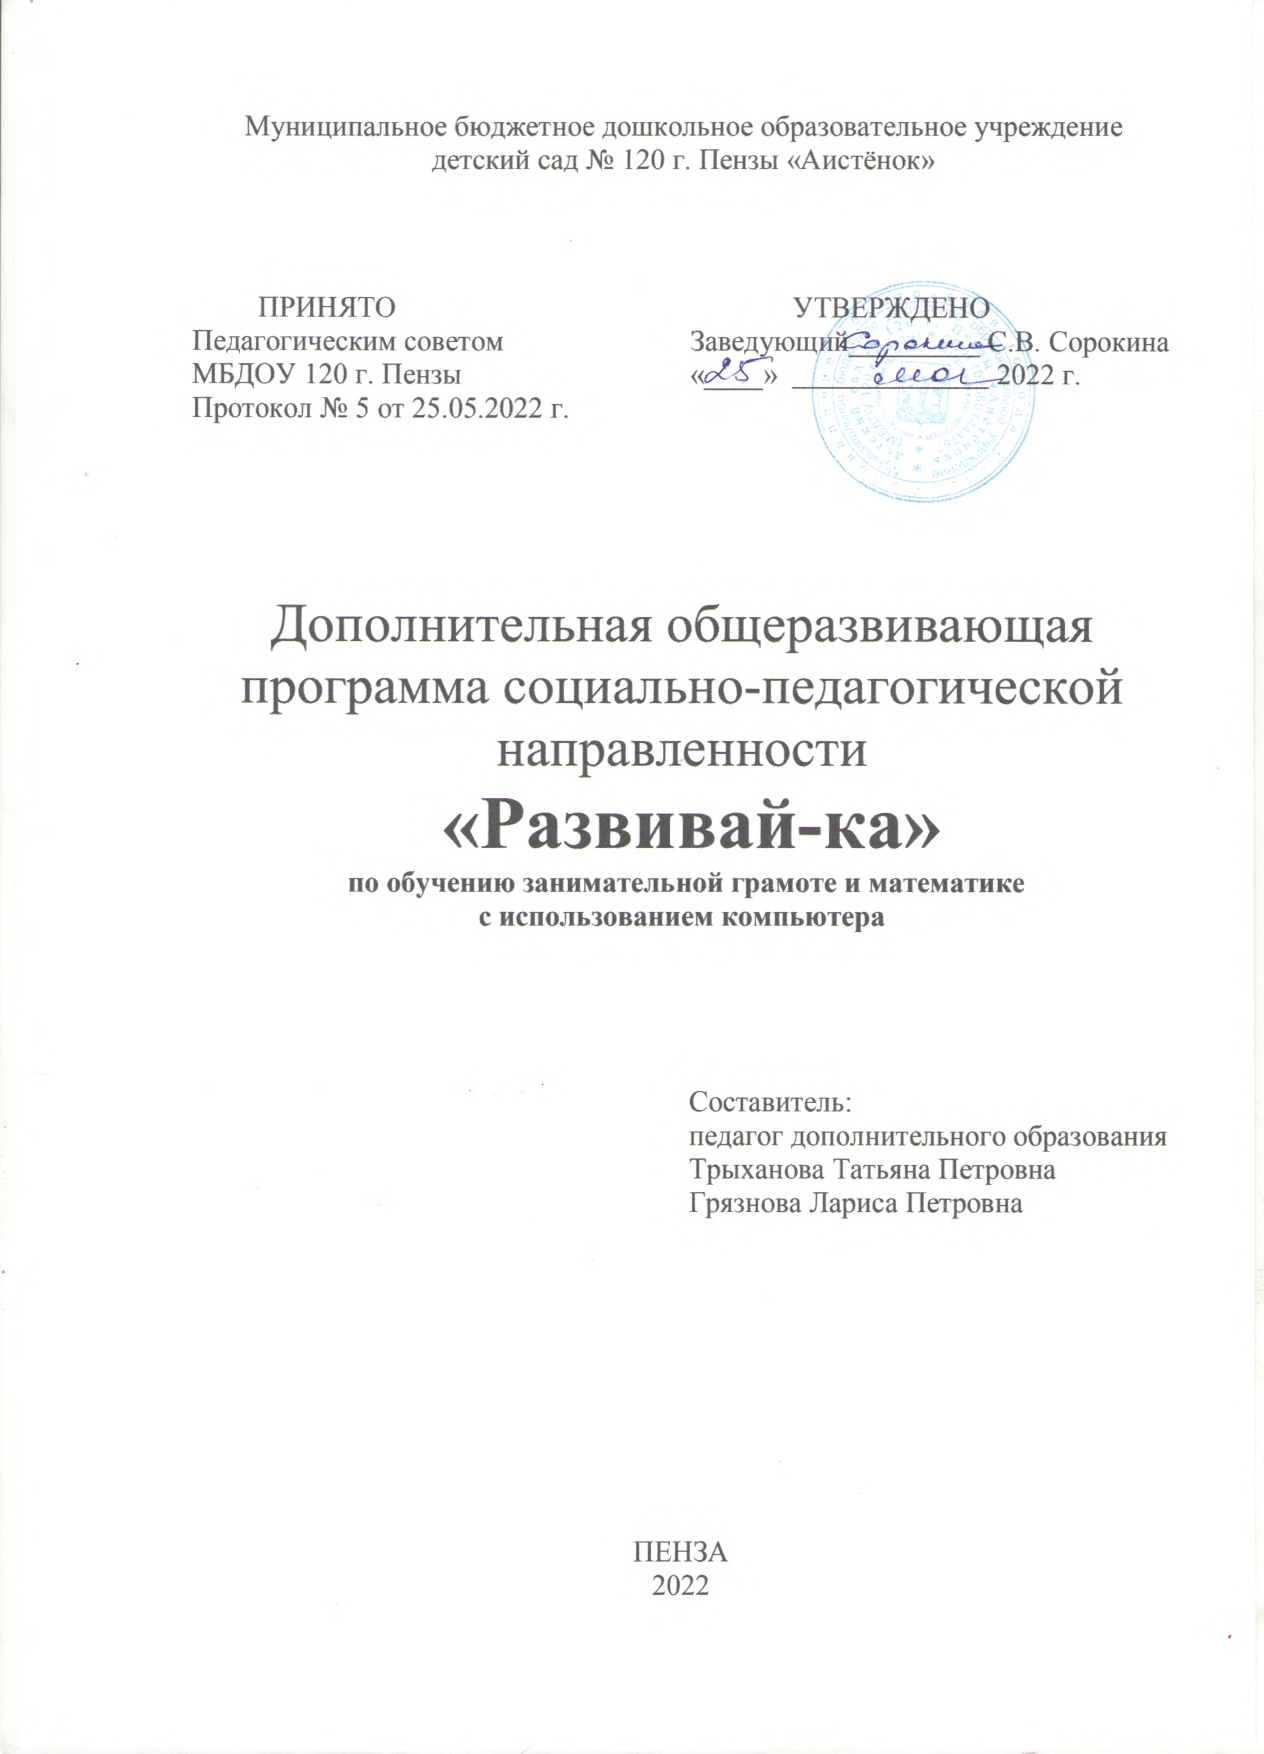 Муниципальное бюджетное дошкольное образовательное учреждение
детский сад № 120 г. Пензы «Аистёнок»
ПРИНЯТО
Педагогическим советом
МБДОУ 120 г. Пензы
Протокол № 5 от 25.05.2022 г.
УТВЕРЖДЕНО
Заведующий Сорокина С.В. Сорокина
«25» мая 2022 г.
Дополнительная общеразвивающая
программа социально-педагогической
направленности
«Развивай-ка»
по обучению занимательной грамоте и математике
с использованием компьютера
Составитель:
педагог дополнительного образования
Трыханова Татьяна Петровна
Грязнова Лариса Петровна
ПЕНЗА
2022